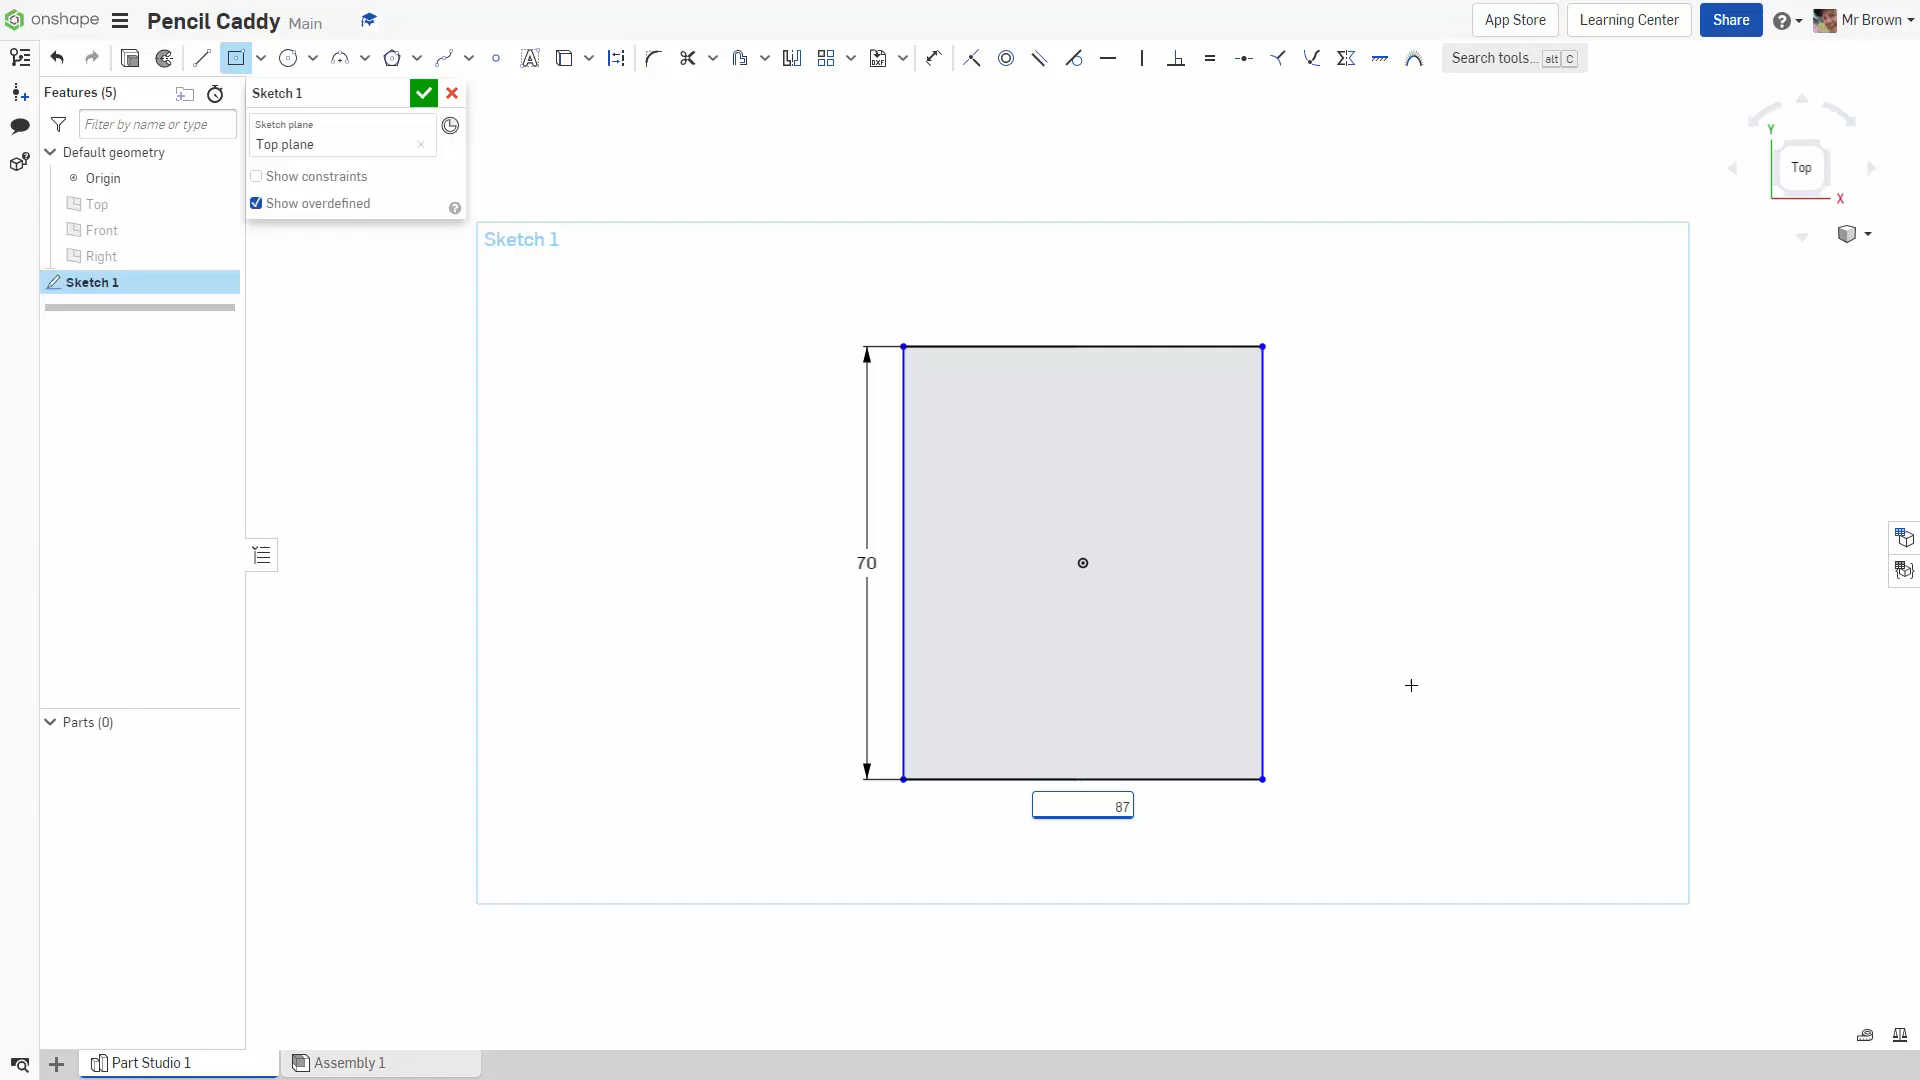 onshape Pencil Caddy Main App Store Learning Center Share Mr Brown
Search tools... alt C
Features (5)
Filter by name or type
Default geometry
Origin
Top
Front
Right
Sketch 1
Parts (0)
Sketch 1
Sketch plane
Top plane
Show constraints
Show overdefined
Sketch 1
70
87
Y
Top
X
Part Studio 1
Assembly 1